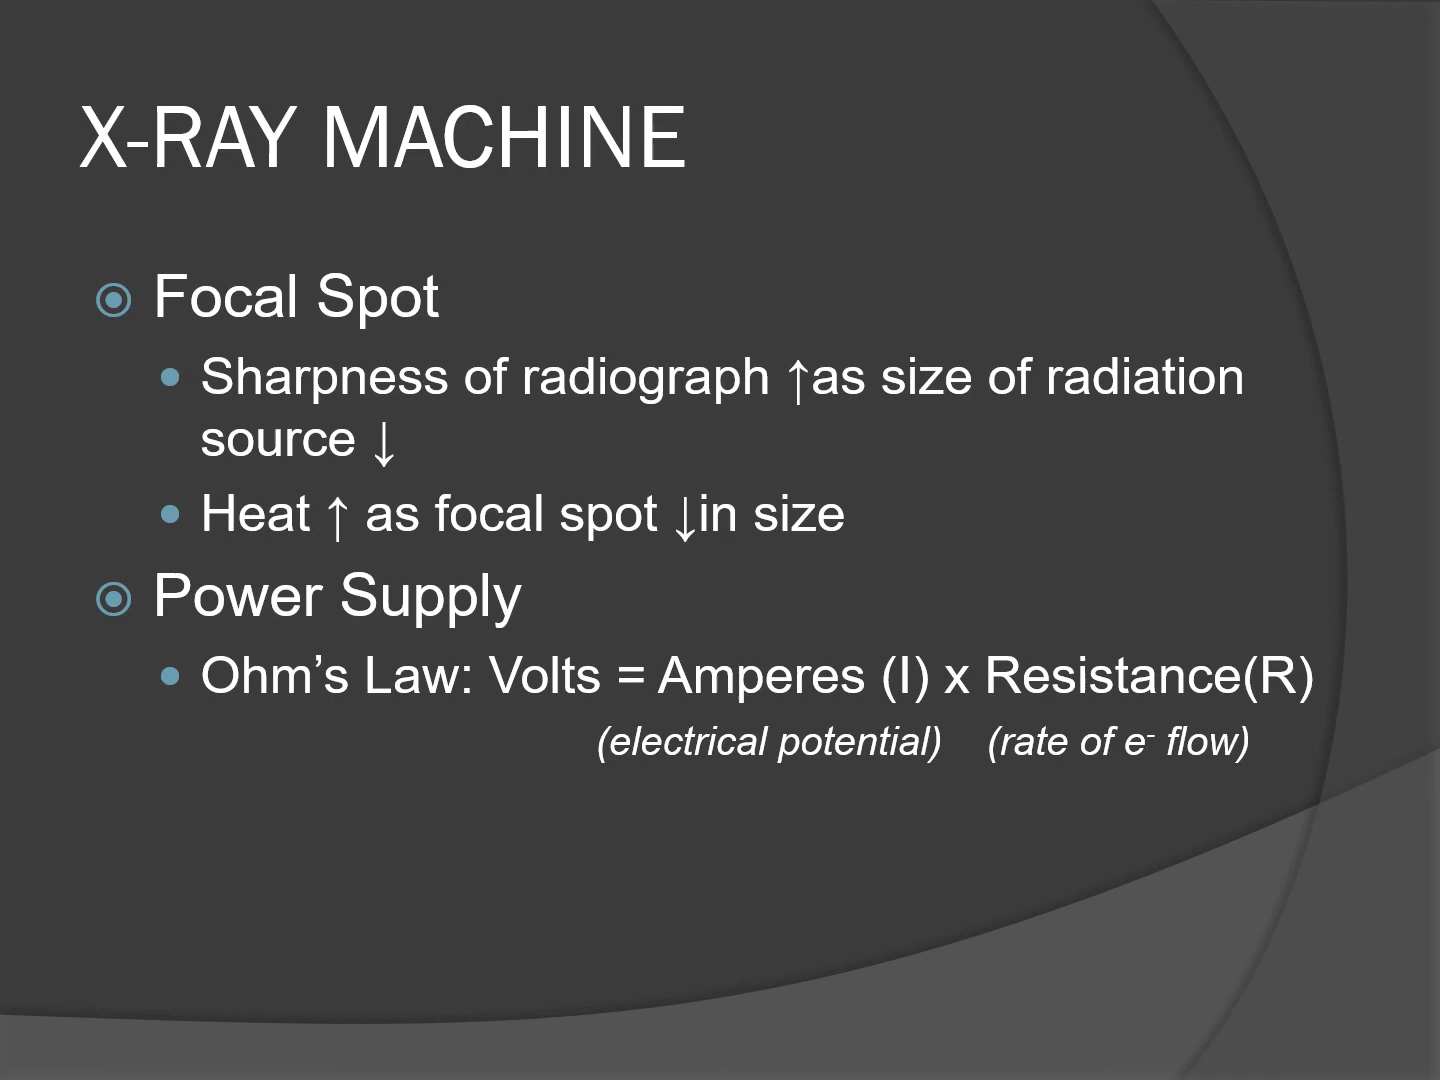 X-RAY MACHINE
Focal Spot
Sharpness of radiograph ↑as size of radiation
source ↓
Heat ↑ as focal spot ↓in size
Power Supply
Ohm’s Law: Volts = Amperes (I) x Resistance(R)
(electrical potential) (rate of e- flow)